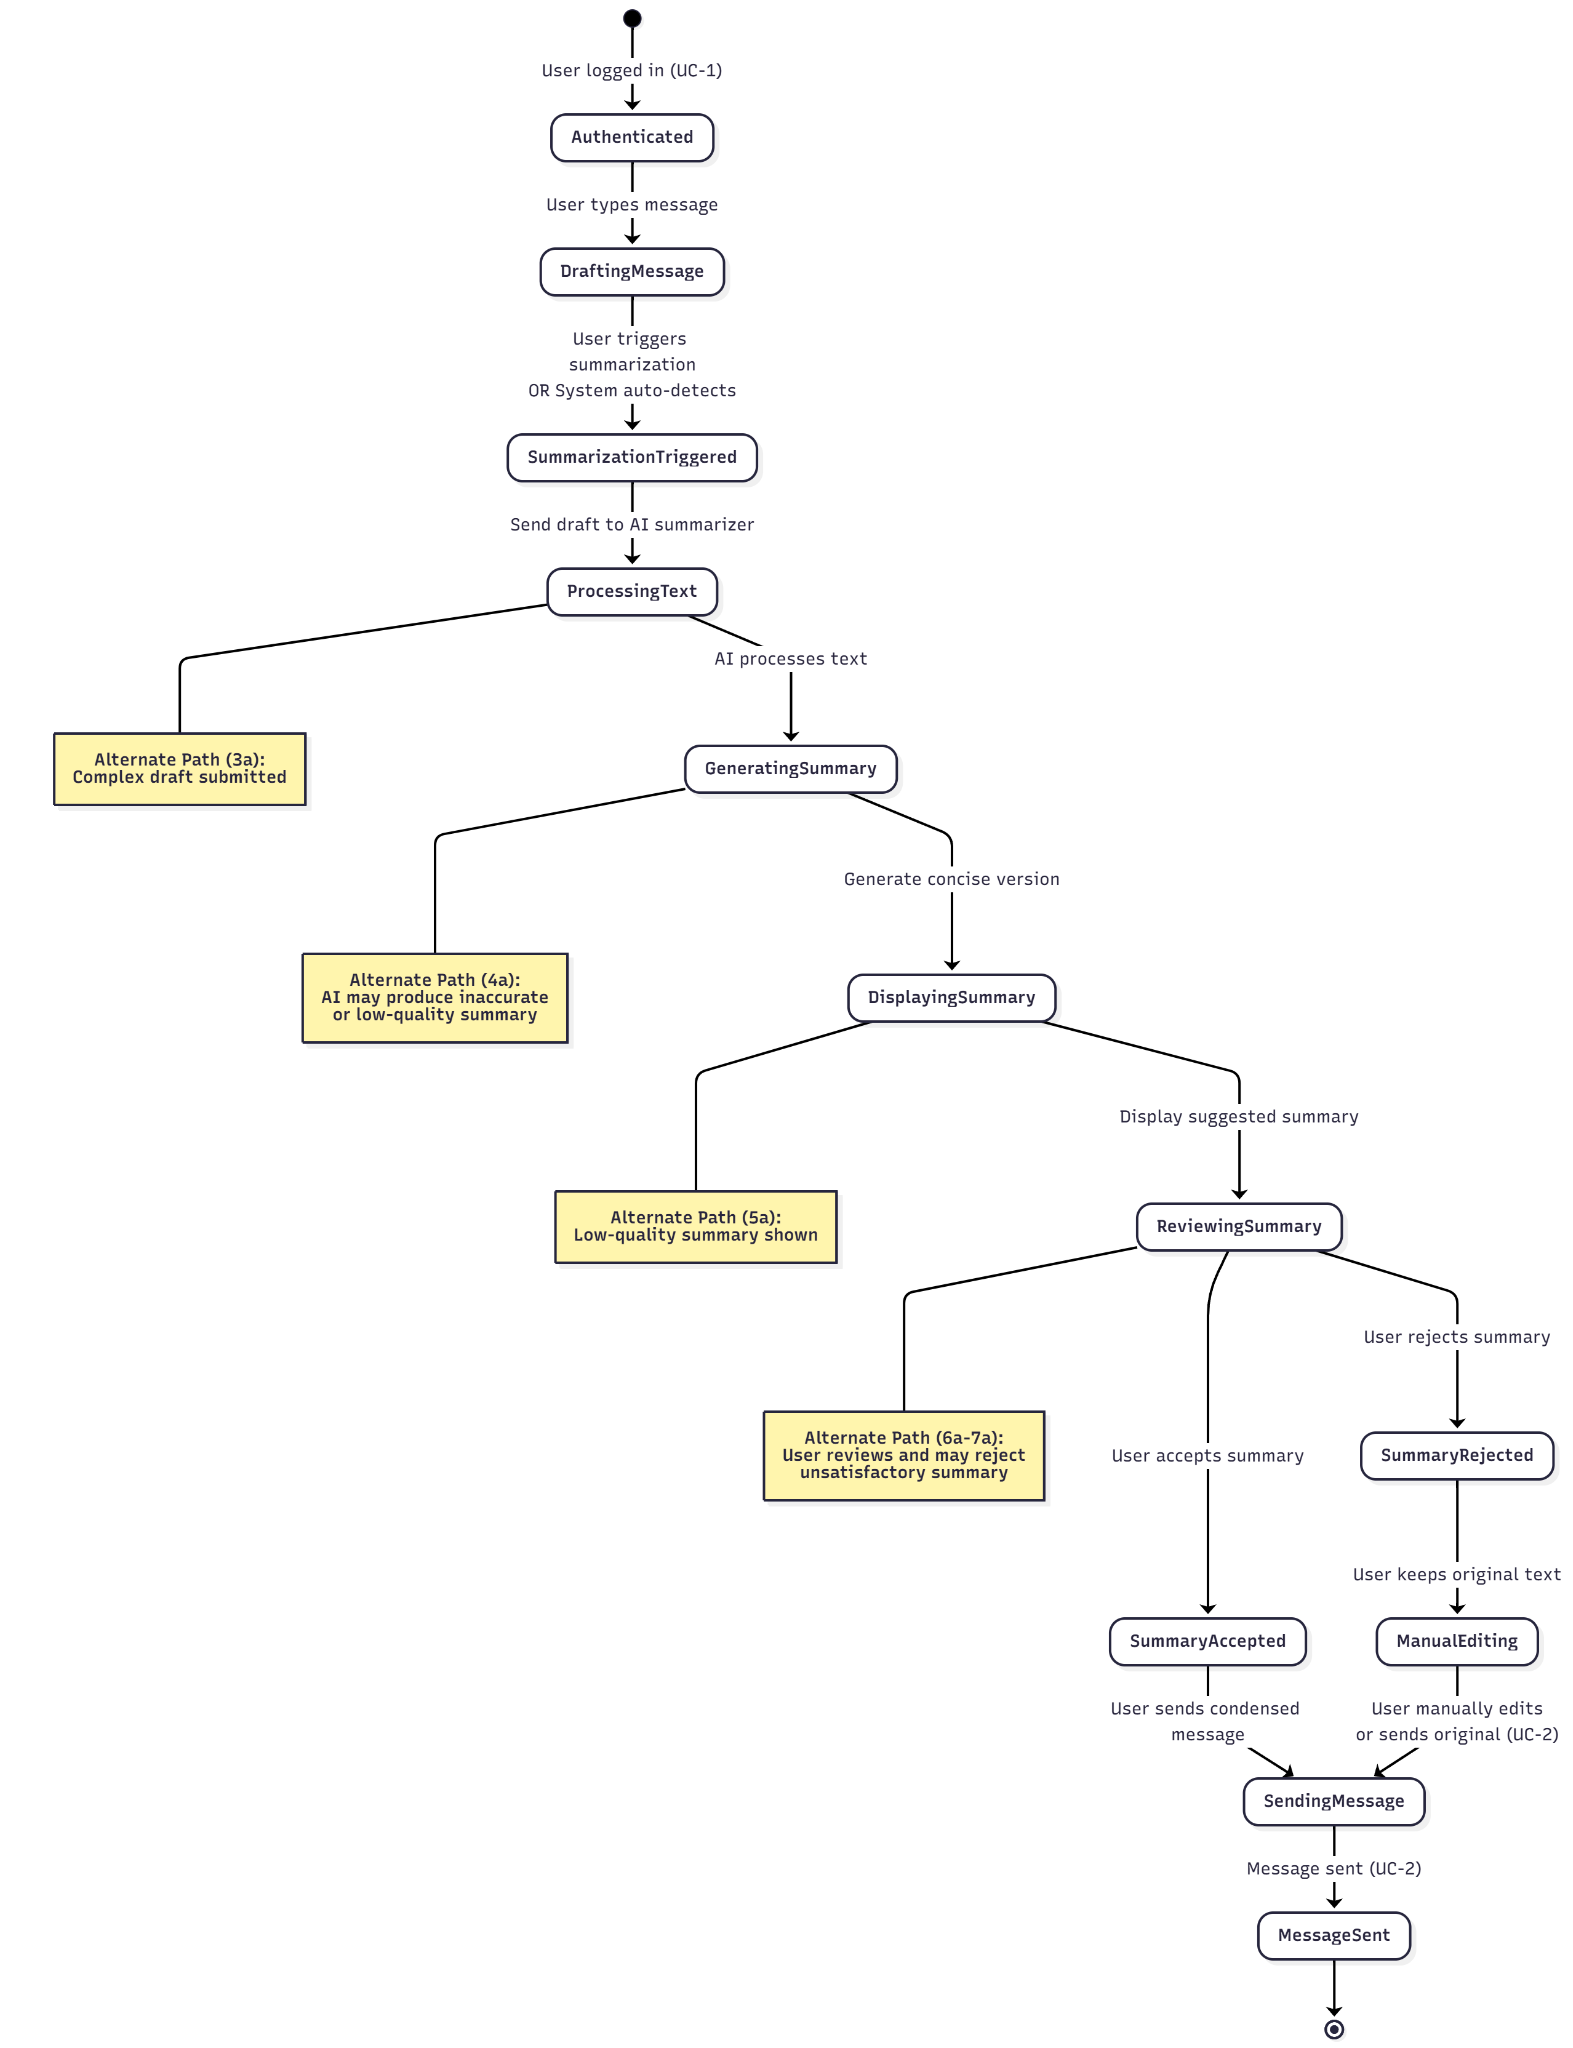 User logged in (UC-1)
Authenticated
User types message
DraftingMessage
User triggers
summarization
OR System auto-detects
SummarizationTriggered
Send draft to AI summarizer
ProcessingText
AI processes text
Alternate Path (3a):
Complex draft submitted
GeneratingSummary
Generate concise version
Alternate Path (4a):
AI may produce inaccurate
or low-quality summary
DisplayingSummary
Display suggested summary
Alternate Path (5a):
Low-quality summary shown
ReviewingSummary
User rejects summary
Alternate Path (6a-7a):
User reviews and may reject
unsatisfactory summary
User accepts summary
SummaryRejected
User keeps original text
SummaryAccepted
ManualEditing
User sends condensed
message
User manually edits
or sends original (UC-2)
SendingMessage
Message sent (UC-2)
MessageSent